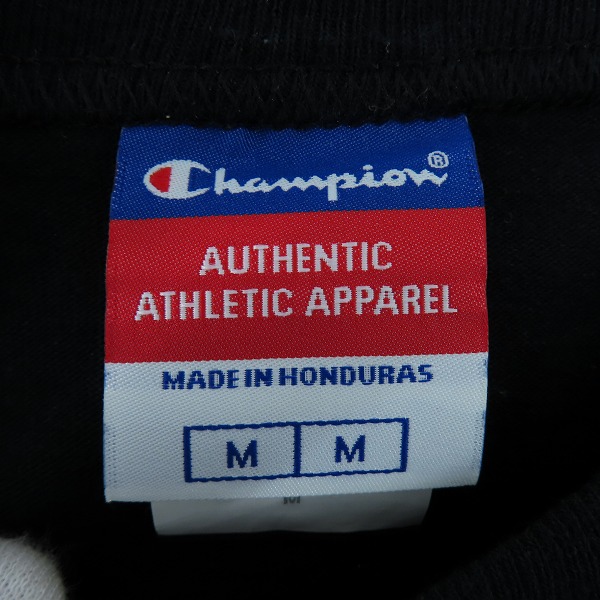 Champion®
AUTHENTIC
ATHLETIC APPAREL
MADE IN HONDURAS
M M
M